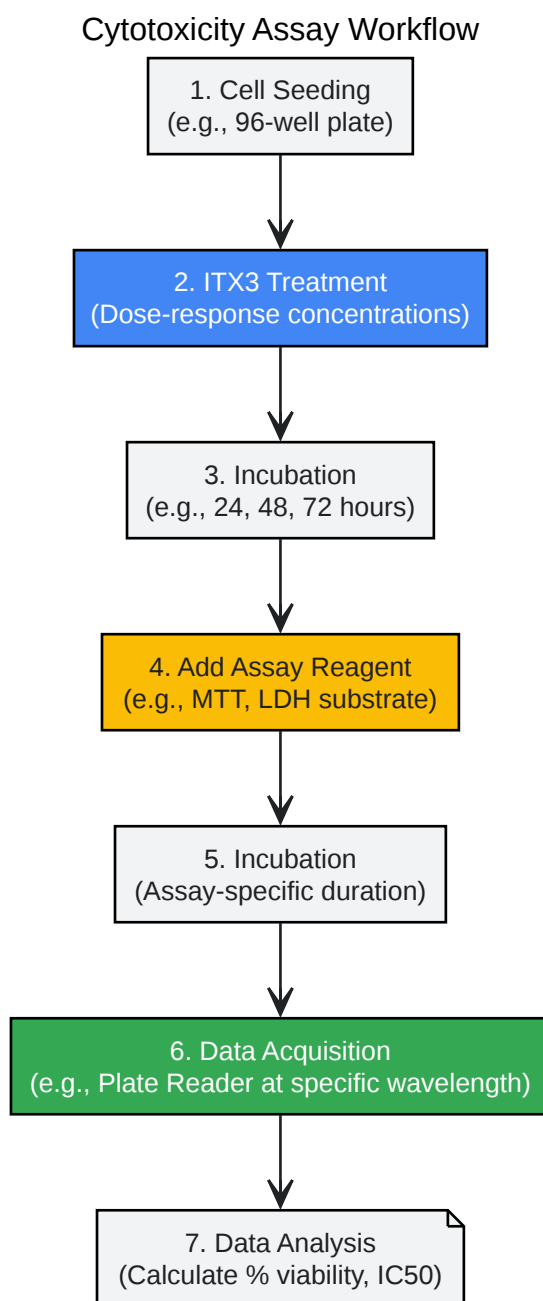 Cytotoxicity Assay Workflow
1. Cell Seeding
(e.g., 96-well plate)
2. ITX3 Treatment
(Dose-response concentrations)
3. Incubation
(e.g., 24, 48, 72 hours)
4. Add Assay Reagent
(e.g., MTT, LDH substrate)
5. Incubation
(Assay-specific duration)
6. Data Acquisition
(e.g., Plate Reader at specific wavelength)
7. Data Analysis
(Calculate % viability, IC50)